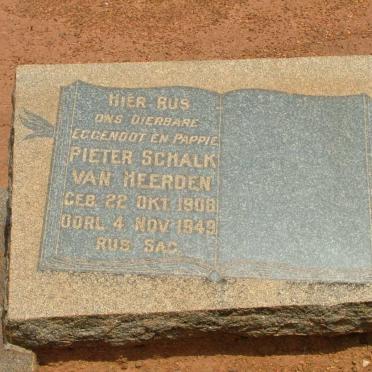 HIER RUS
ONS DIERBARE
EGGENOOT EN PAPPIE
PIETER SCHALK
VAN HEERDEN
GEB. 22 OKT. 1908
OORL. 4 NOV. 1949
RUS SAG.